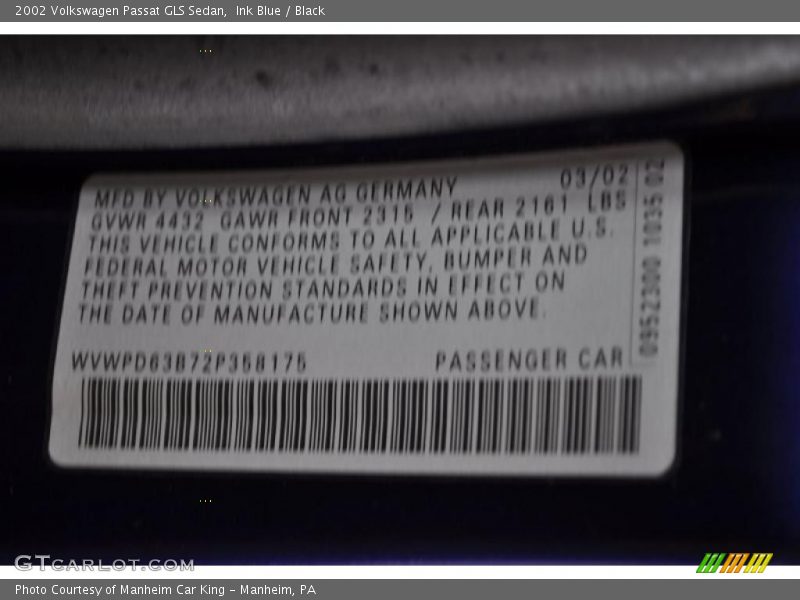 2002 Volkswagen Passat GLS Sedan,  Ink Blue / Black
MFD BY VOLKSWAGEN AG GERMANY 03/02
GVWR 4432 GAWR FRONT 2315 / REAR 2161 LBS
THIS VEHICLE CONFORMS TO ALL APPLICABLE U.S.
FEDERAL MOTOR VEHICLE SAFETY, BUMPER AND
THEFT PREVENTION STANDARDS IN EFFECT ON
THE DATE OF MANUFACTURE SHOWN ABOVE.
WVWPD63B72P358175 PASSENGER CAR
0952300 1035 02
GTCARLOT.COM
Photo Courtesy of Manheim Car King - Manheim, PA